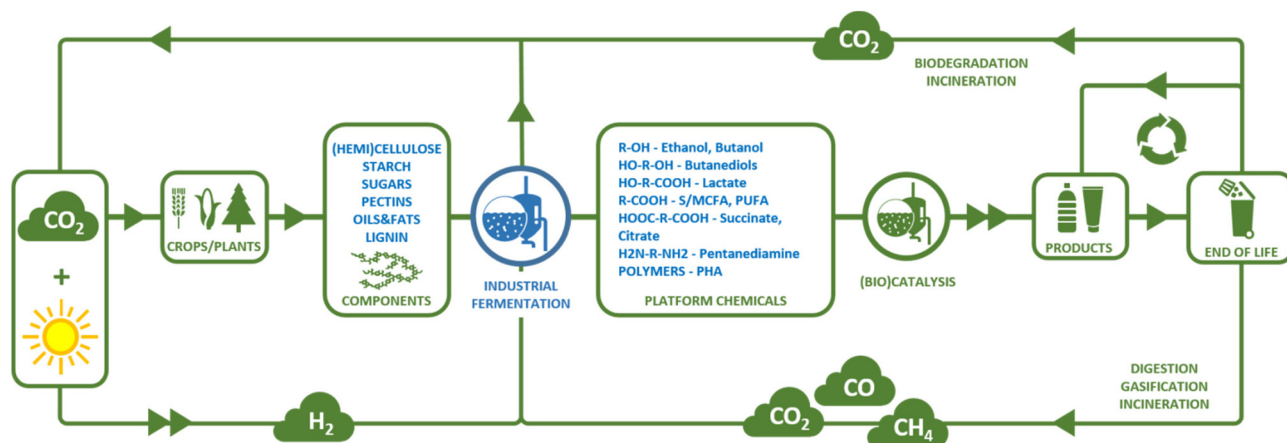 CO2
BIODEGRADATION
INCINERATION
CO2
+
CROPS/PLANTS
(HEMI)CELLULOSE
STARCH
SUGARS
PECTINS
OILS&FATS
LIGNIN
COMPONENTS
INDUSTRIAL
FERMENTATION
R-OH - Ethanol, Butanol
HO-R-OH - Butanediols
HO-R-COOH - Lactate
R-COOH - S/MCFA, PUFA
HOOC-R-COOH - Succinate,
Citrate
H2N-R-NH2 - Pentanediamine
POLYMERS - PHA
PLATFORM CHEMICALS
(BIO)CATALYSIS
PRODUCTS
END OF LIFE
H2
CO2
CO
CH4
DIGESTION
GASIFICATION
INCINERATION